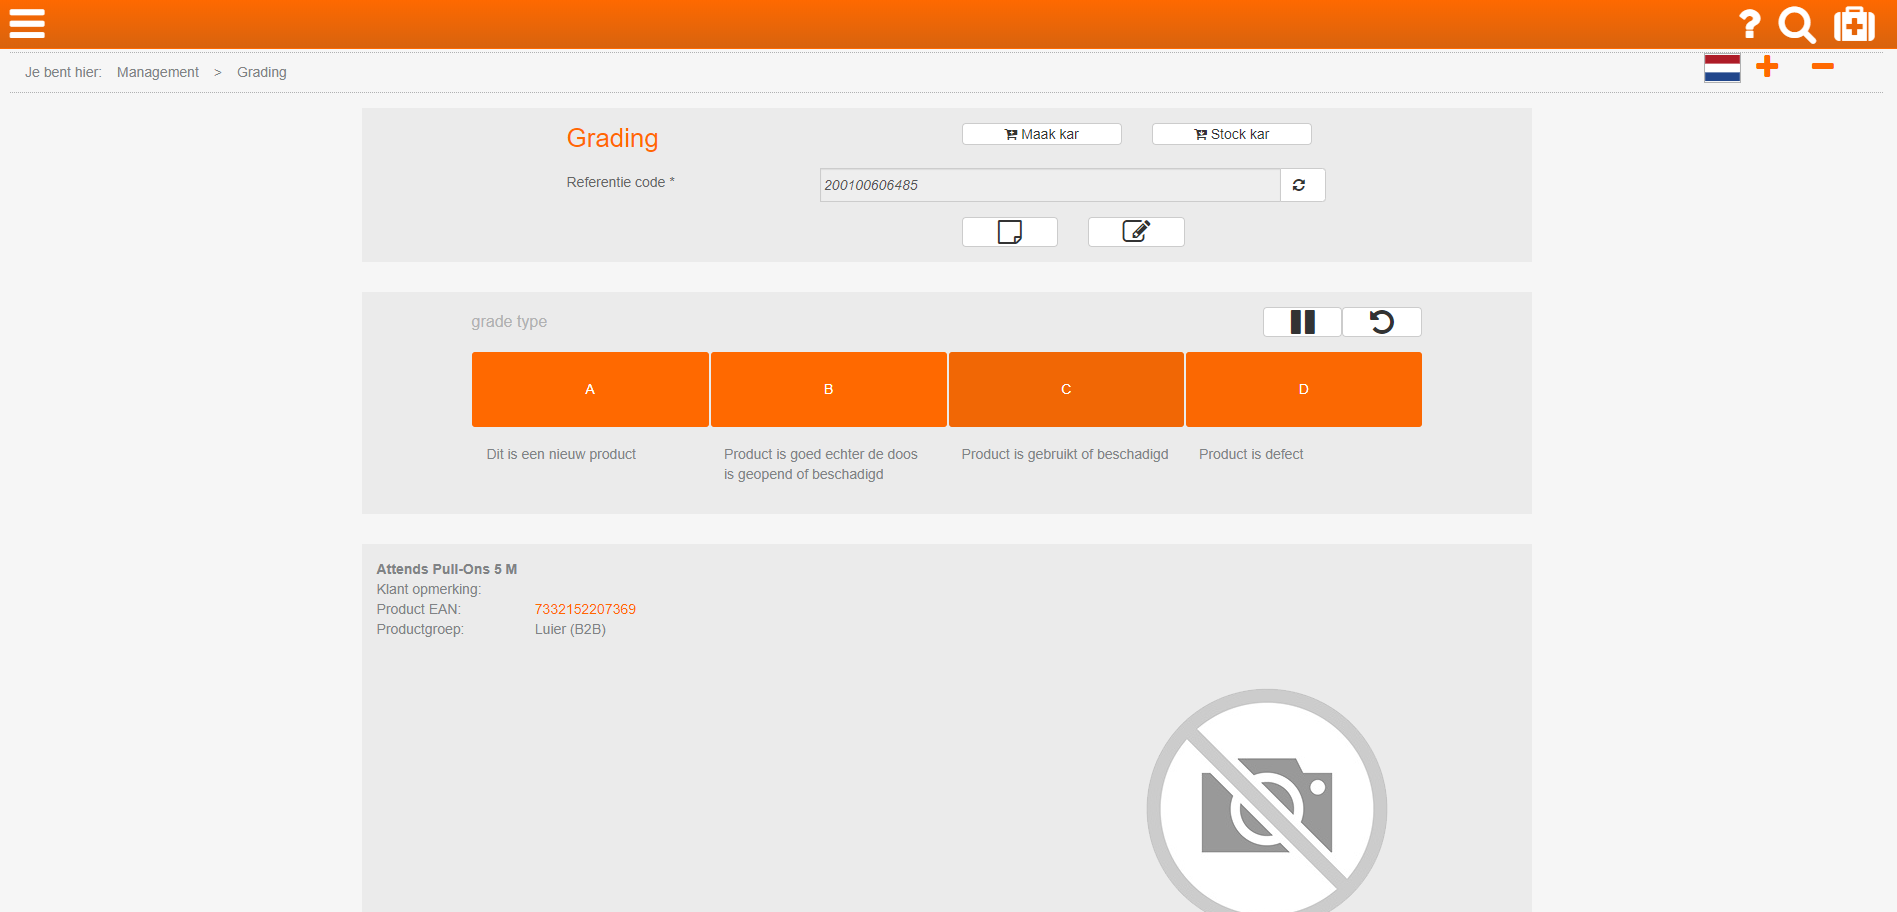 Je bent hier: Management > Grading
Grading
Maak kar
Stock kar
Referentie code *
200100606485
grade type
A
B
C
D
Dit is een nieuw product
Product is goed echter de doos
is geopend of beschadigd
Product is gebruikt of beschadigd
Product is defect
Attends Pull-Ons 5 M
Klant opmerking:
Product EAN: 7332152207369
Productgroep: Luier (B2B)